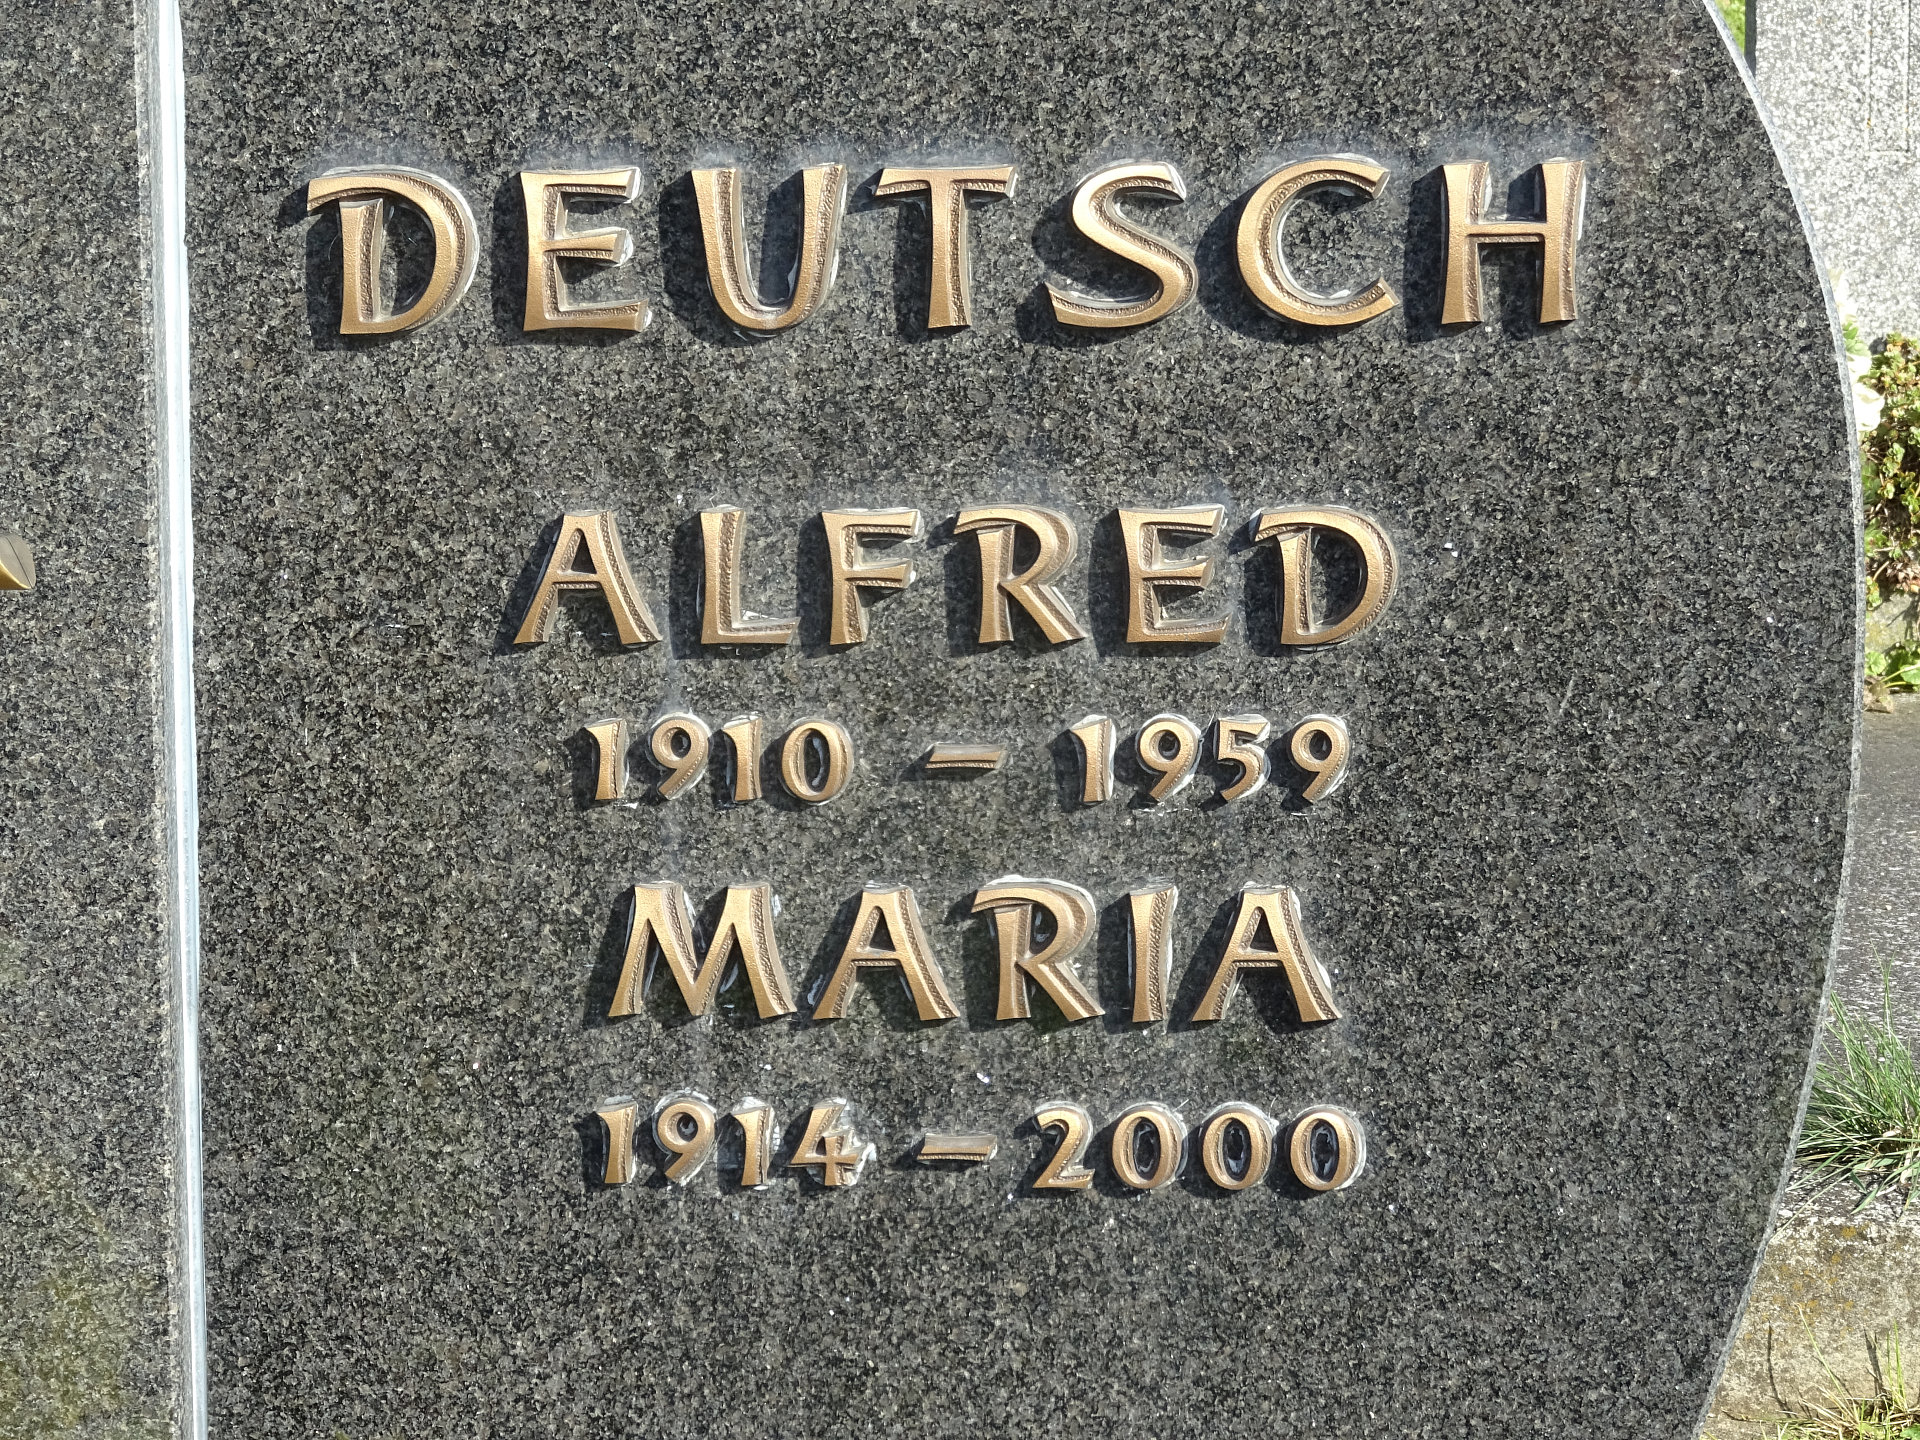 DEUTSCH
ALFRED
1910 – 1959
MARIA
1914 – 2000